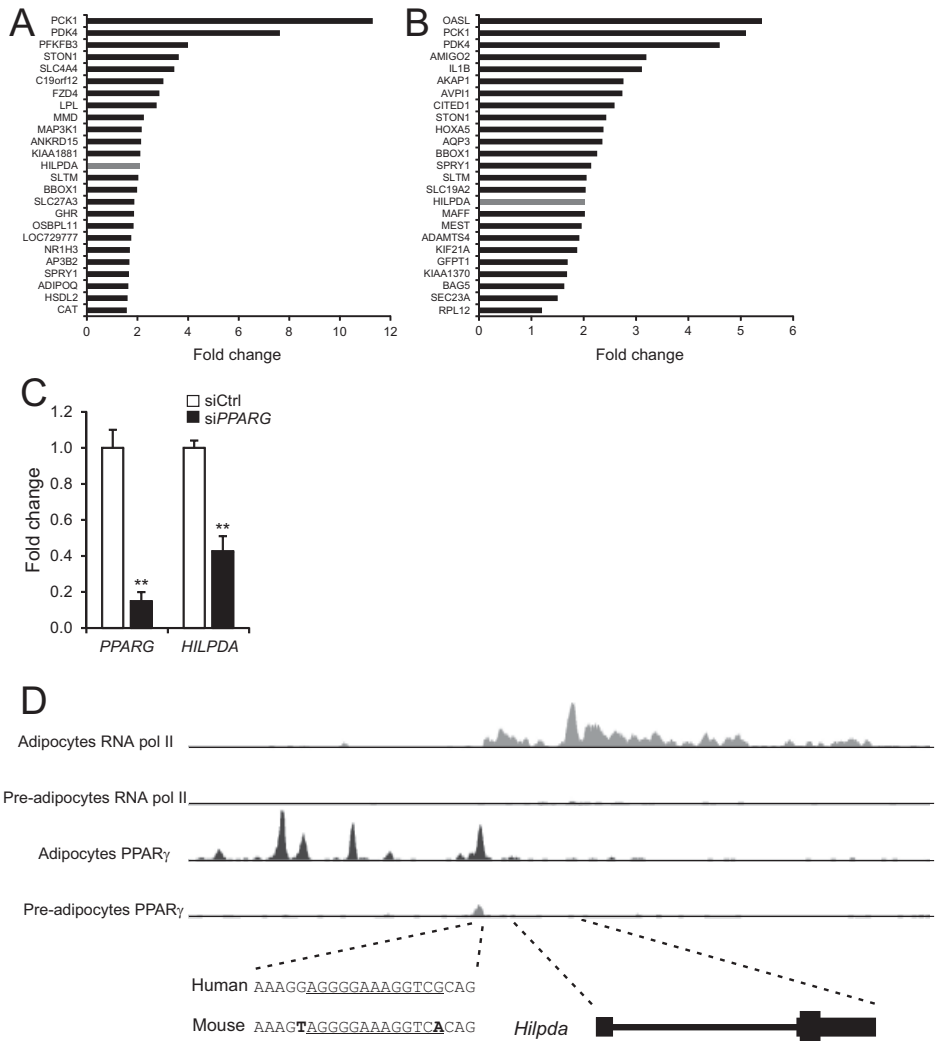 A
PCK1
PDK4
PFKFB3
STON1
SLC4A4
C19orf12
FZD4
LPL
MMD
MAP3K1
ANKRD15
KIAA1881
HILPDA
SLTM
BBOX1
SLC27A3
GHR
OSBPL11
LOC729777
NR1H3
AP3B2
SPRY1
ADIPOQ
HSDL2
CAT
0 2 4 6 8 10 12
Fold change
B
OASL
PCK1
PDK4
AMIGO2
IL1B
AKAP1
AVPI1
CITED1
STON1
HOXA5
AQP3
BBOX1
SPRY1
SLTM
SLC19A2
HILPDA
MAFF
MEST
ADAMTS4
KIF21A
GFPT1
KIAA1370
BAG5
SEC23A
RPL12
0 1 2 3 4 5 6
Fold change
C
siCtrl
siPPARG
Fold change
1.2
1.0
0.8
0.6
0.4
0.2
0.0
**
**
PPARG HILPDA
D
Adipocytes RNA pol II
Pre-adipocytes RNA pol II
Adipocytes PPARγ
Pre-adipocytes PPARγ
Human AAAGGAGGGGAAAGGTCGCAG
Mouse AAAGTAGGGGAAAGGTCACAG
Hilpda